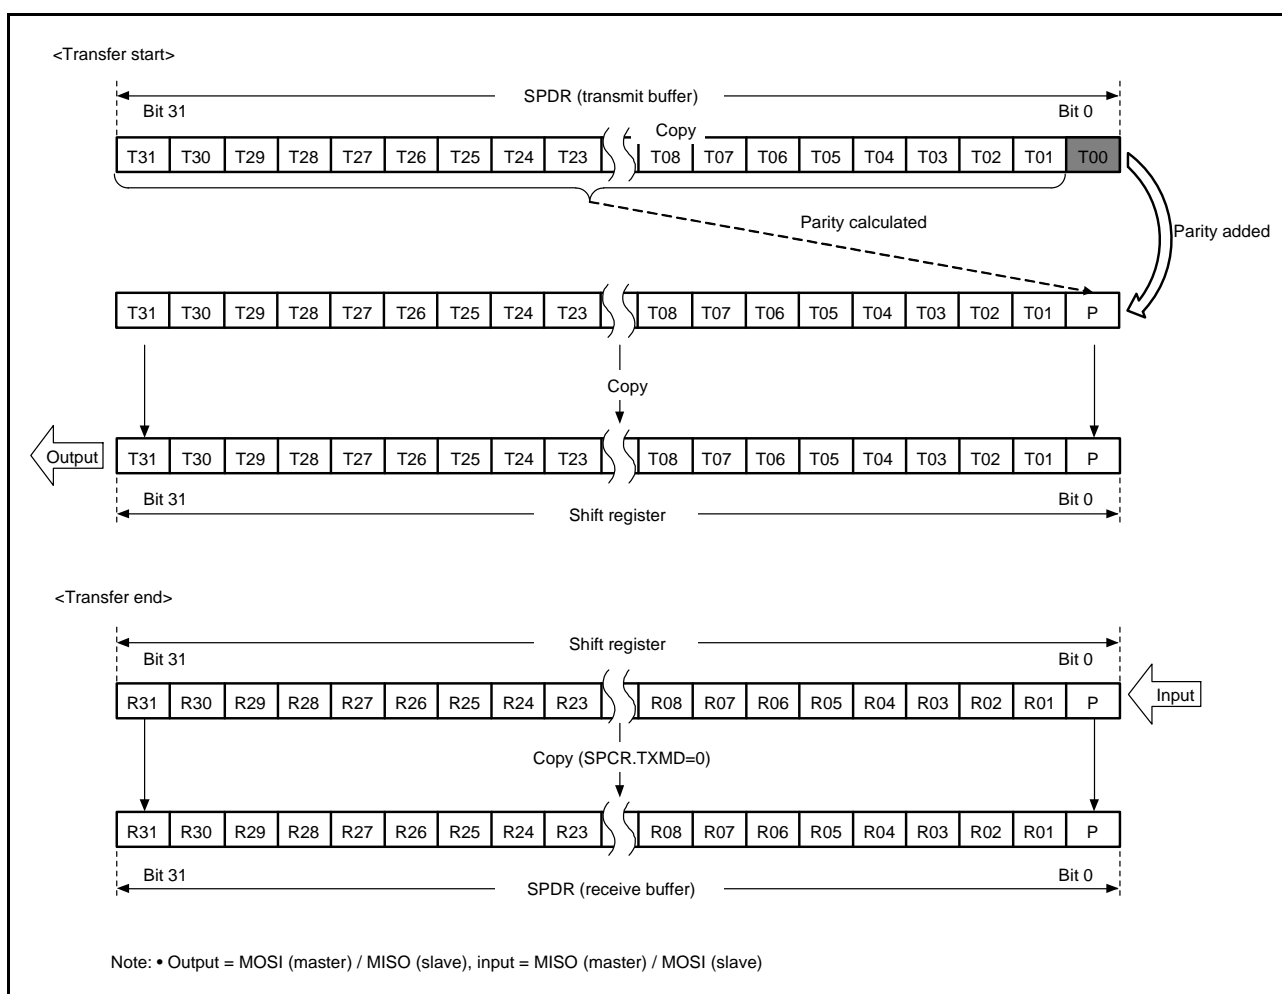 <Transfer start>
SPDR (transmit buffer)
Bit 31 Bit 0
Copy
T31 T30 T29 T28 T27 T26 T25 T24 T23 T08 T07 T06 T05 T04 T03 T02 T01 T00
Parity calculated
Parity added
T31 T30 T29 T28 T27 T26 T25 T24 T23 T08 T07 T06 T05 T04 T03 T02 T01 P
Copy
Output
T31 T30 T29 T28 T27 T26 T25 T24 T23 T08 T07 T06 T05 T04 T03 T02 T01 P
Bit 31 Bit 0
Shift register
<Transfer end>
Shift register
Bit 31 Bit 0
R31 R30 R29 R28 R27 R26 R25 R24 R23 R08 R07 R06 R05 R04 R03 R02 R01 P
Input
Copy (SPCR.TXMD=0)
R31 R30 R29 R28 R27 R26 R25 R24 R23 R08 R07 R06 R05 R04 R03 R02 R01 P
Bit 31 Bit 0
SPDR (receive buffer)
Note: • Output = MOSI (master) / MISO (slave), input = MISO (master) / MOSI (slave)